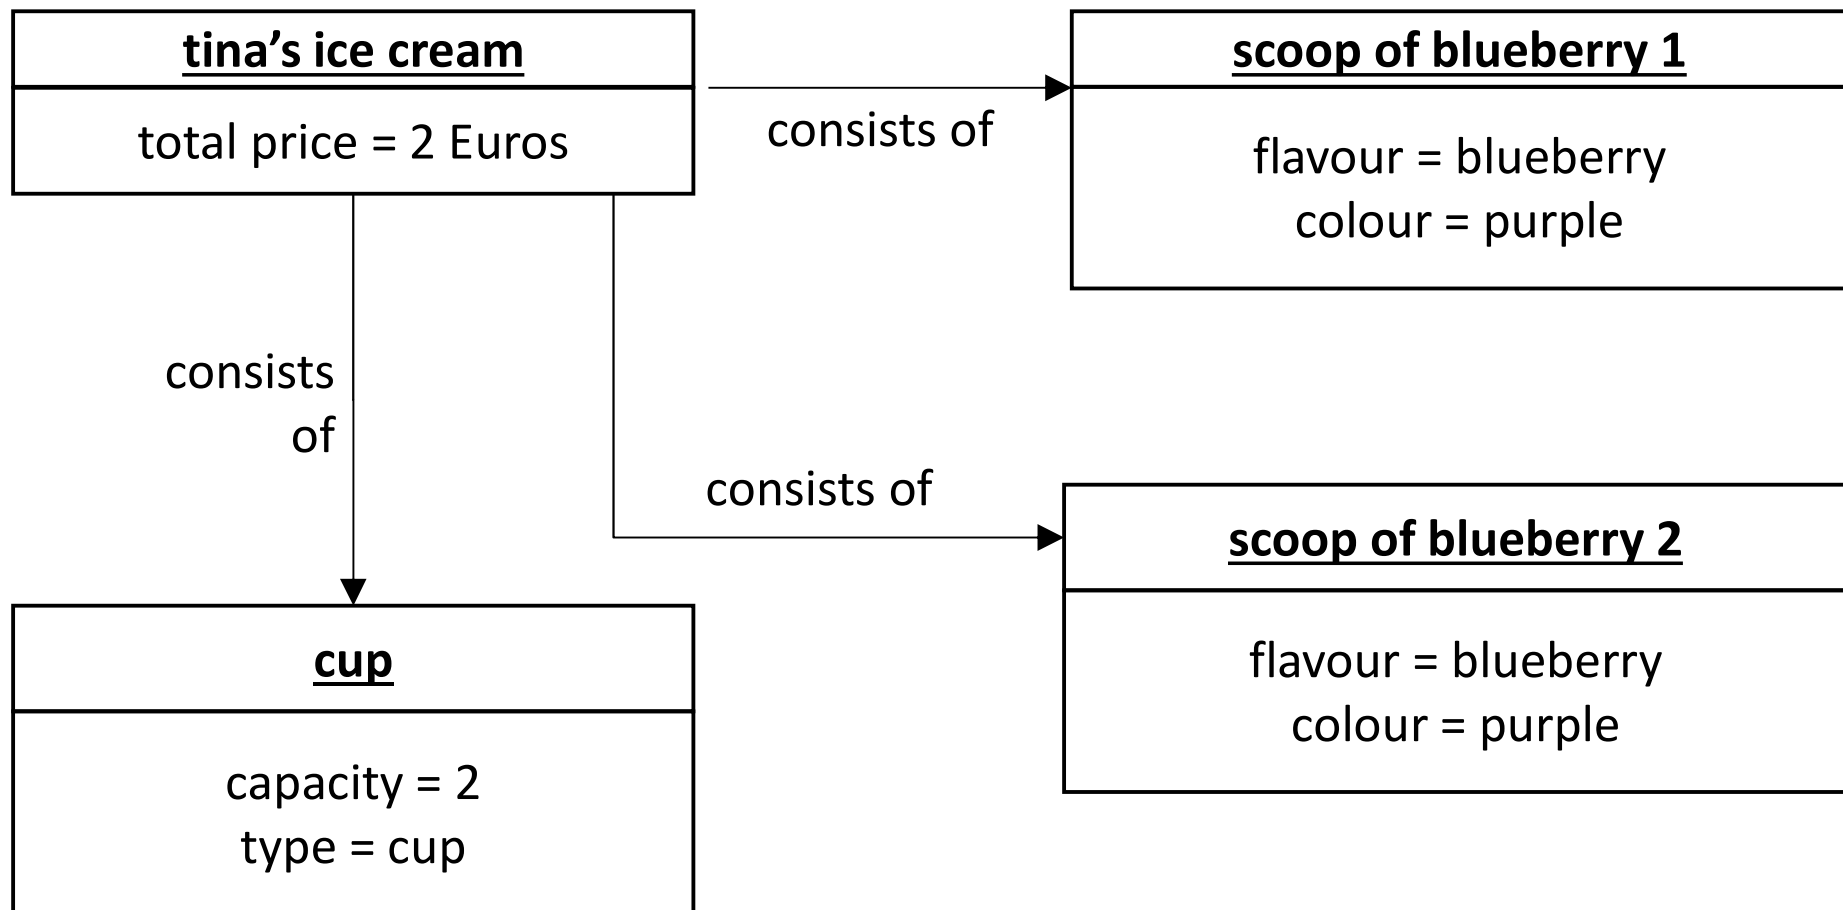 tina’s ice cream
total price = 2 Euros
consists of
scoop of blueberry 1
flavour = blueberry
colour = purple
consists
of
consists of
scoop of blueberry 2
flavour = blueberry
colour = purple
cup
capacity = 2
type = cup